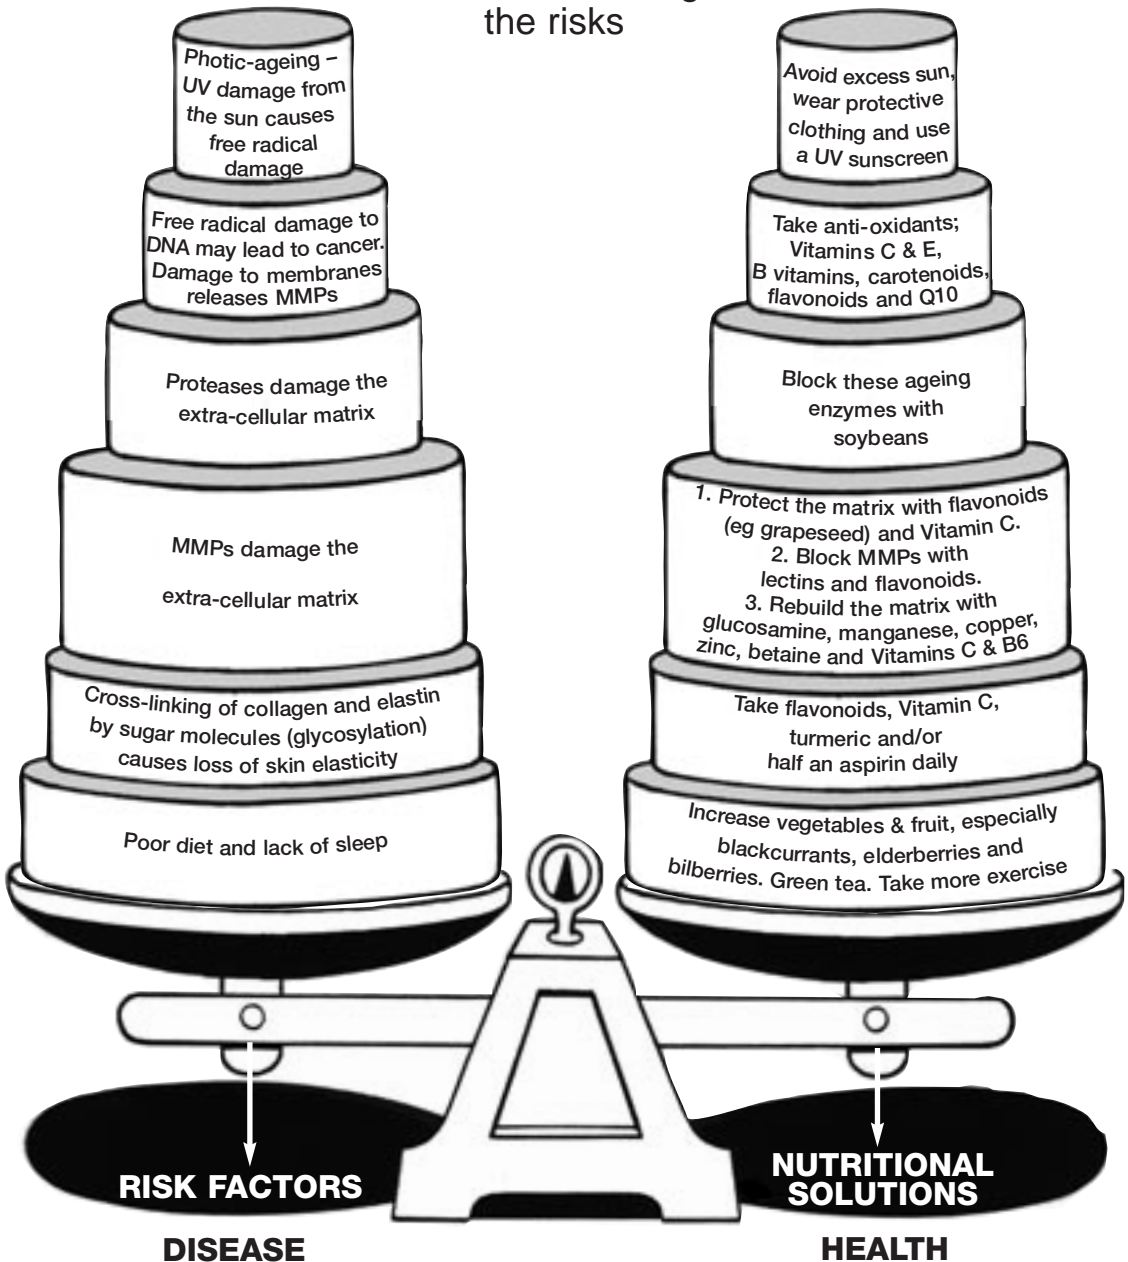 the risks
Photic-ageing –
UV damage from
the sun causes
free radical
damage
Free radical damage to
DNA may lead to cancer.
Damage to membranes
releases MMPs
Proteases damage the
extra-cellular matrix
MMPs damage the
extra-cellular matrix
Cross-linking of collagen and elastin
by sugar molecules (glycosylation)
causes loss of skin elasticity
Poor diet and lack of sleep
RISK FACTORS
DISEASE
Avoid excess sun,
wear protective
clothing and use
a UV sunscreen
Take anti-oxidants;
Vitamins C & E,
B vitamins, carotenoids,
flavonoids and Q10
Block these ageing
enzymes with
soybeans
1. Protect the matrix with flavonoids
(eg grapeseed) and Vitamin C.
2. Block MMPs with
lectins and flavonoids.
3. Rebuild the matrix with
glucosamine, manganese, copper,
zinc, betaine and Vitamins C & B6
Take flavonoids, Vitamin C,
turmeric and/or
half an aspirin daily
Increase vegetables & fruit, especially
blackcurrants, elderberries and
bilberries. Green tea. Take more exercise
NUTRITIONAL
SOLUTIONS
HEALTH